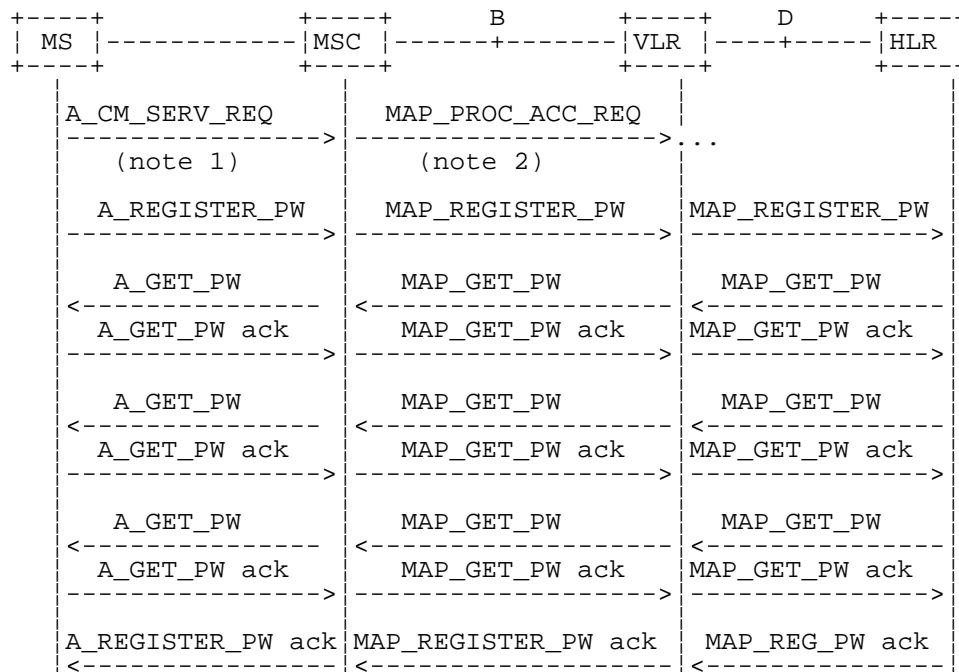 B D
MS MSC VLR HLR
A_CM_SERV_REQ MAP_PROC_ACC_REQ
...
(note 1) (note 2)
A_REGISTER_PW MAP_REGISTER_PW MAP_REGISTER_PW
A_GET_PW MAP_GET_PW MAP_GET_PW
A_GET_PW ack MAP_GET_PW ack MAP_GET_PW ack
A_GET_PW MAP_GET_PW MAP_GET_PW
A_GET_PW ack MAP_GET_PW ack MAP_GET_PW ack
A_GET_PW MAP_GET_PW MAP_GET_PW
A_GET_PW ack MAP_GET_PW ack MAP_GET_PW ack
A_REGISTER_PW ack MAP_REGISTER_PW ack MAP_REG_PW ack